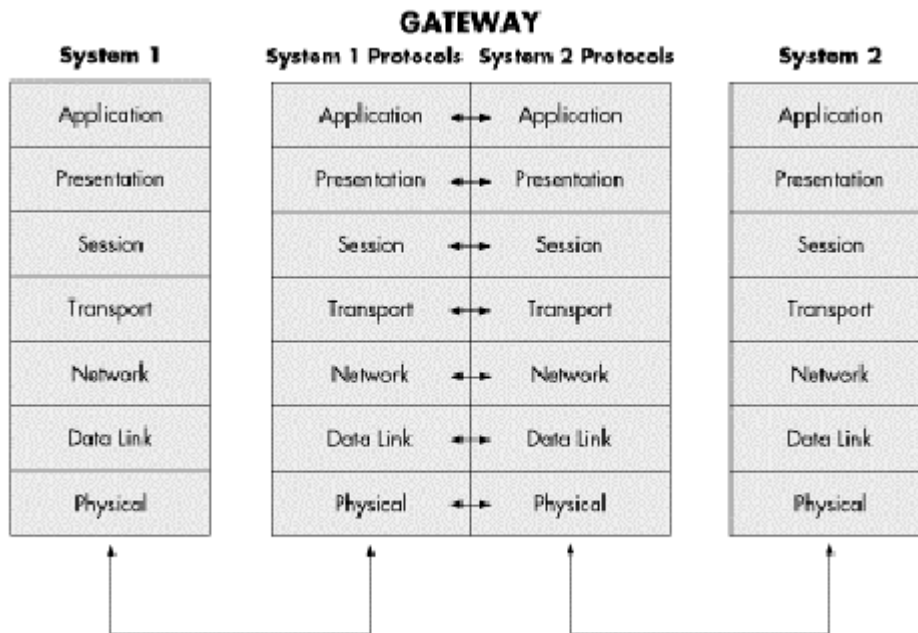 GATEWAY
System 1 System 1 Protocols System 2 Protocols System 2
Application Application Application Application
Presentation Presentation Presentation Presentation
Session Session Session Session
Transport Transport Transport Transport
Network Network Network Network
Data Link Data Link Data Link Data Link
Physical Physical Physical Physical